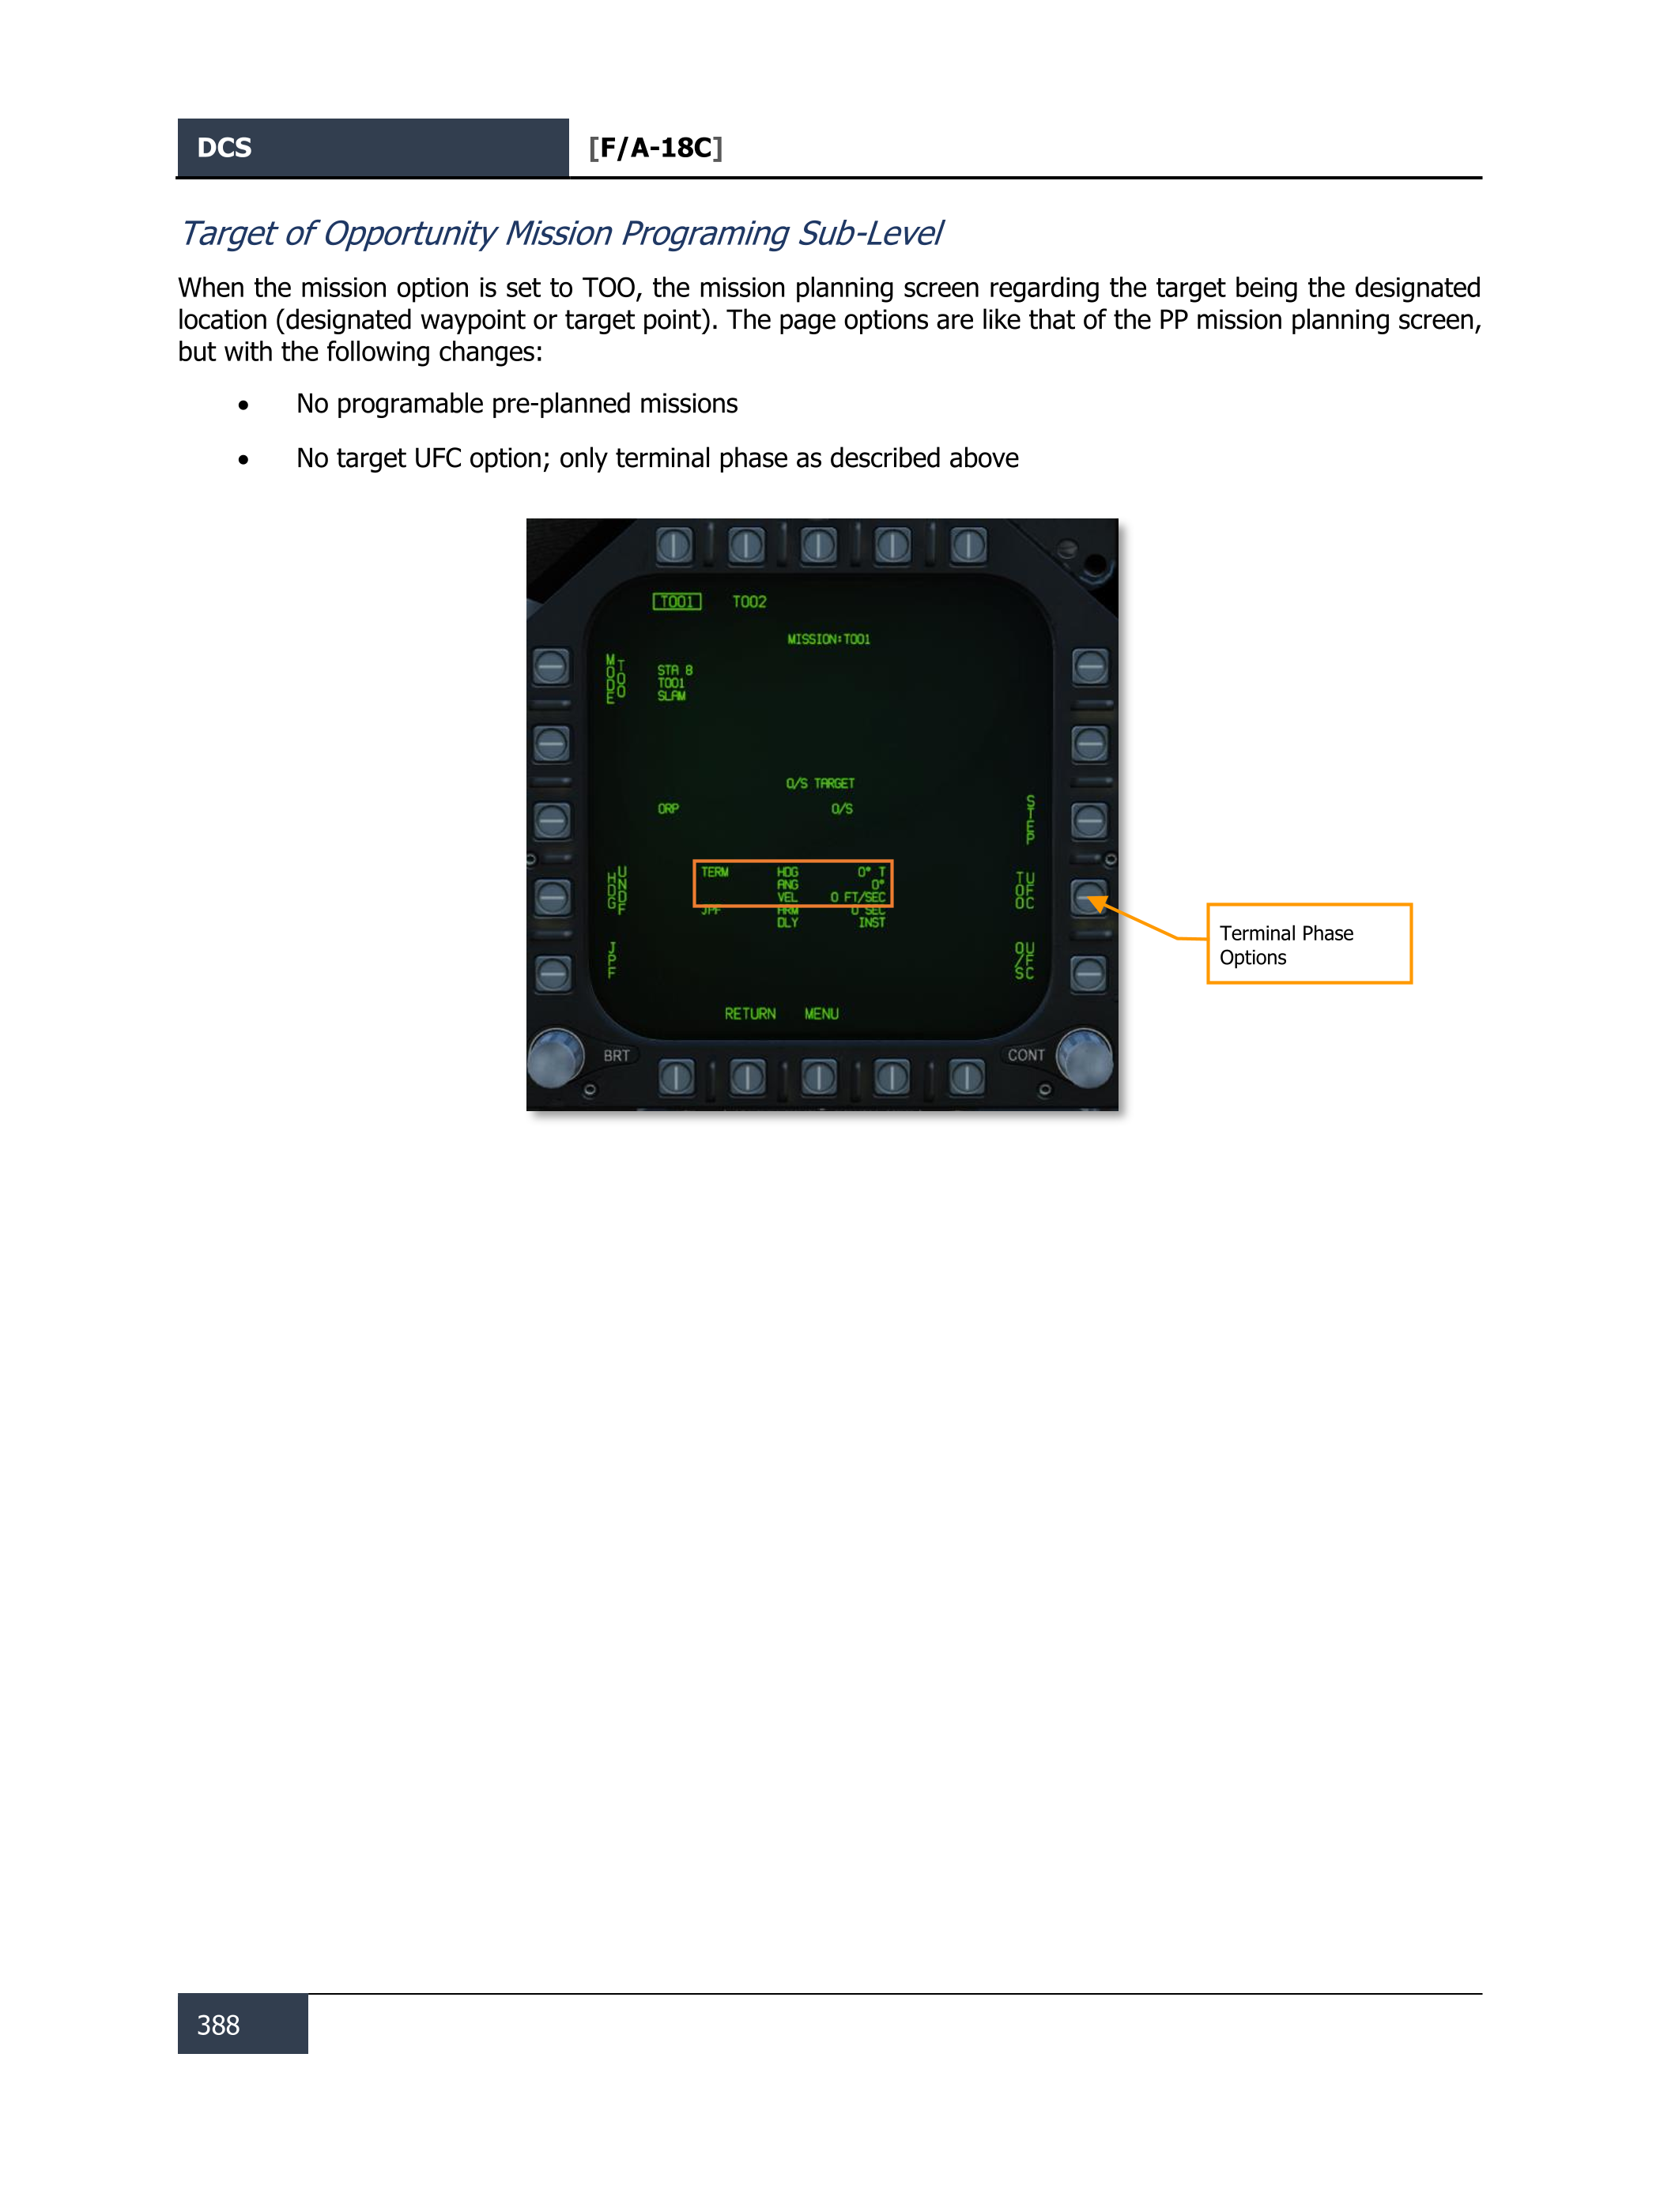 DCS [F/A-18C]
Target of Opportunity Mission Programing Sub-Level
When the mission option is set to TOO, the mission planning screen regarding the target being the designated
location (designated waypoint or target point). The page options are like that of the PP mission planning screen,
but with the following changes:
• No programable pre-planned missions
• No target UFC option; only terminal phase as described above
TOO1 TOO2
MISSION:TOO1
MODE TOO
STA 8
TOO1
SLAM
O/S TARGET
ORP O/S
STEP
HDG UNDF
TERM HDG 0° T
ANG 0°
VEL 0 FT/SEC
JPF ARM 0 SEC
DLY INST
TOO UFC
JPF
O/S UFC
RETURN MENU
BRT CONT
Terminal Phase
Options
388